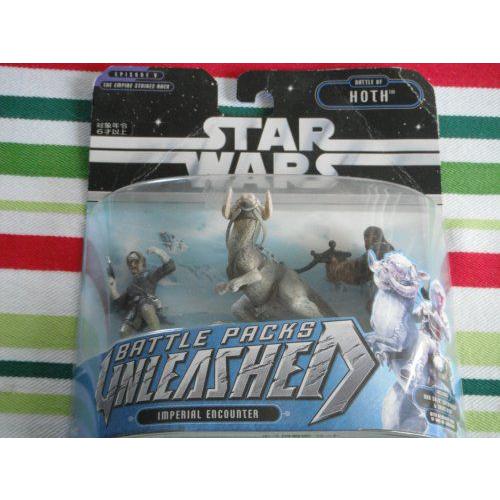 EPISODE V
THE EMPIRE STRIKES BACK
BATTLE OF
HOTH™
対象年令
6才以上
STAR
WARS
BATTLE PACKS
UNLEASHED
IMPERIAL ENCOUNTER